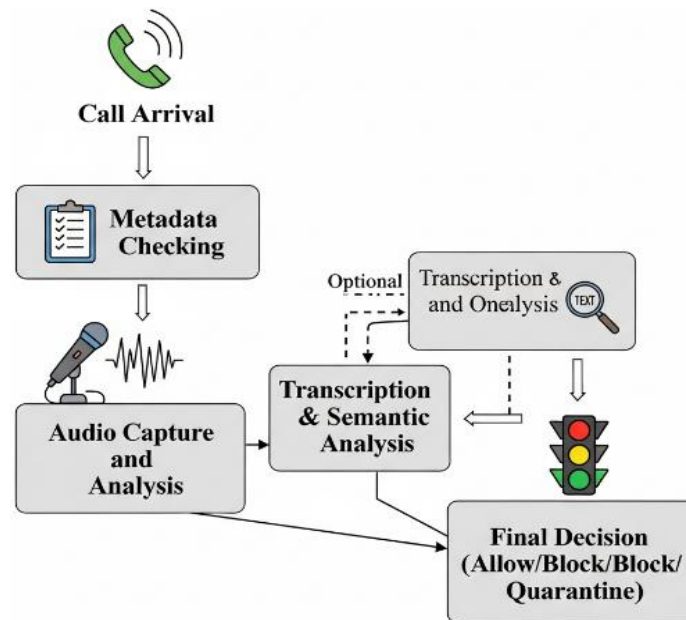 Call Arrival
Metadata
Checking
Optional
Transcription &
and Onealysis
TEXT
Transcription
& Semantic
Analysis
Audio Capture
and
Analysis
Final Decision
(Allow/Block/Block/
Quarantine)